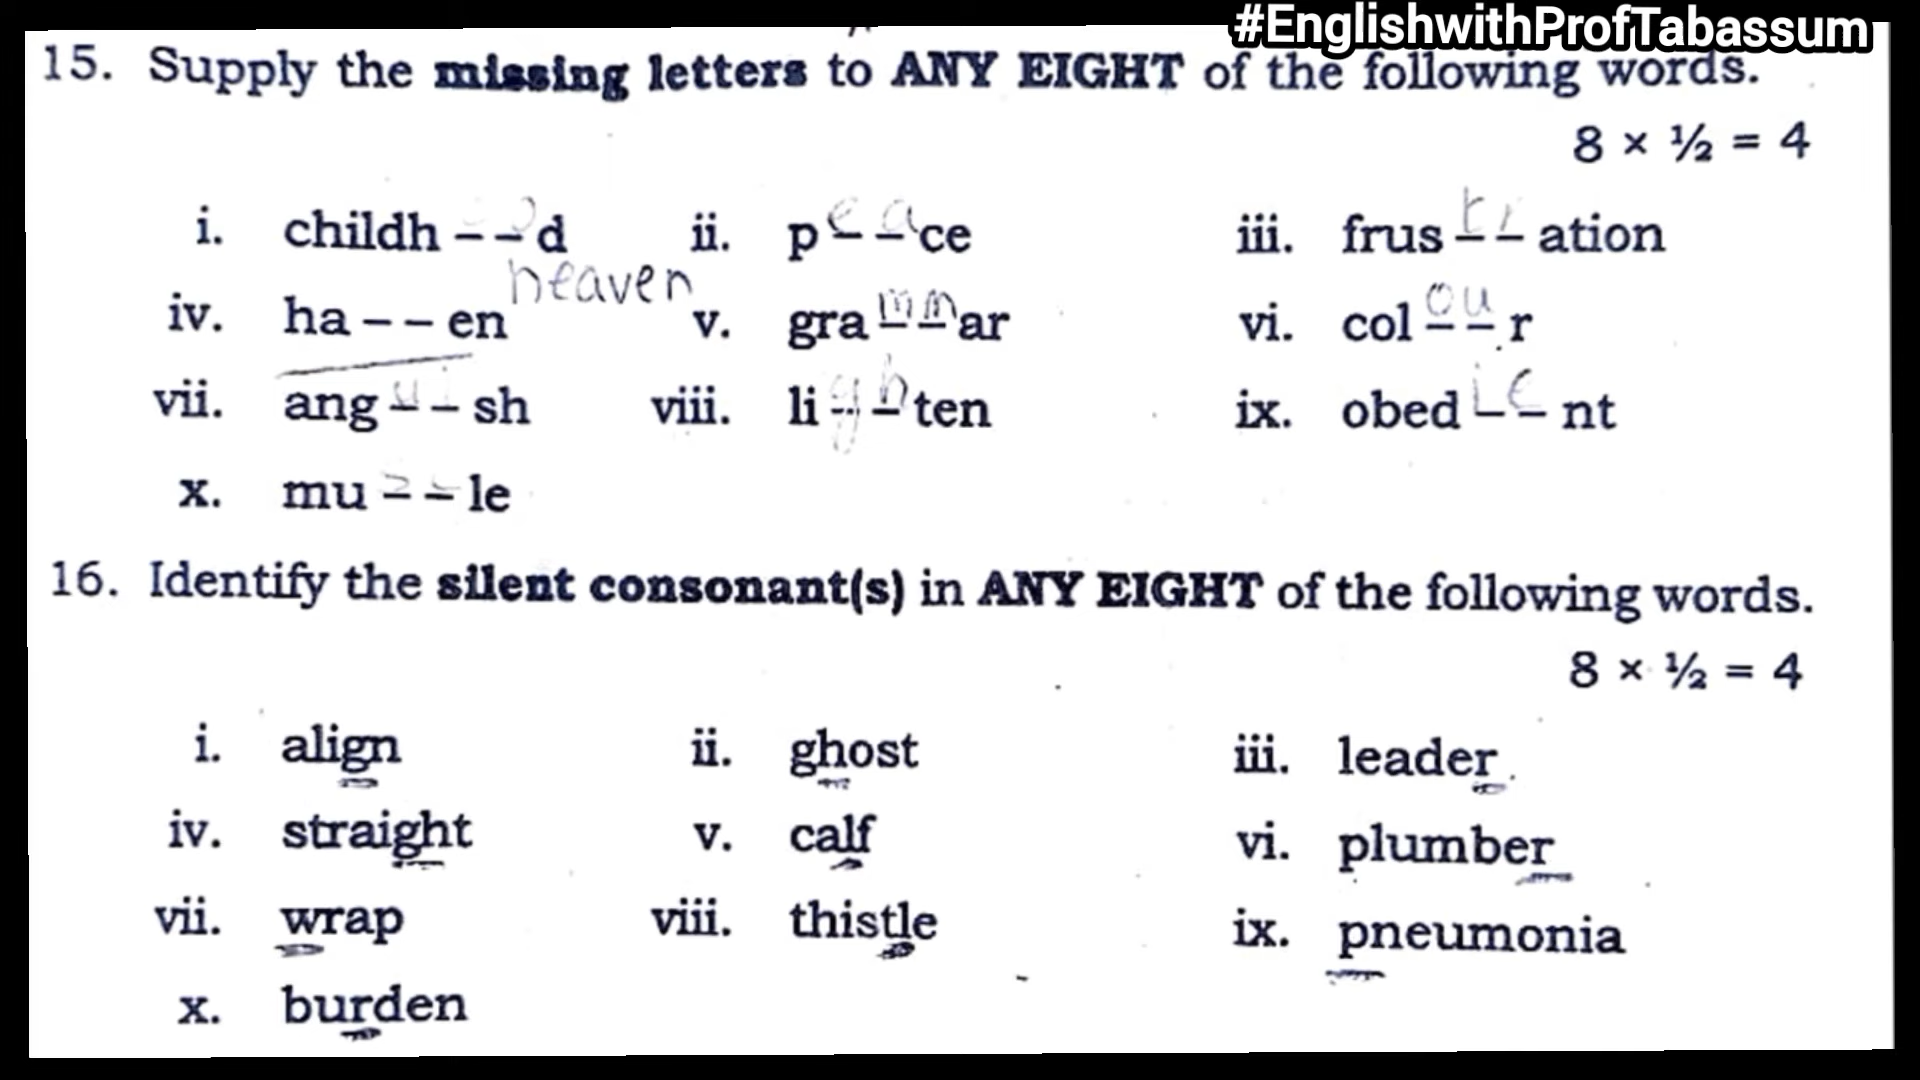 #EnglishwithProfTabassum
15. Supply the missing letters to ANY EIGHT of the following words.
8 × ½ = 4
i. childh _ _ d ii. p e a ce iii. frus t r ation
heaven
iv. ha _ _ en v. gra m m ar vi. col o u r
vii. ang u i sh viii. li g h ten ix. obed i e nt
x. mu _ _ le
16. Identify the silent consonant(s) in ANY EIGHT of the following words.
8 × ½ = 4
i. align ii. ghost iii. leader
iv. straight v. calf vi. plumber
vii. wrap viii. thistle ix. pneumonia
x. burden